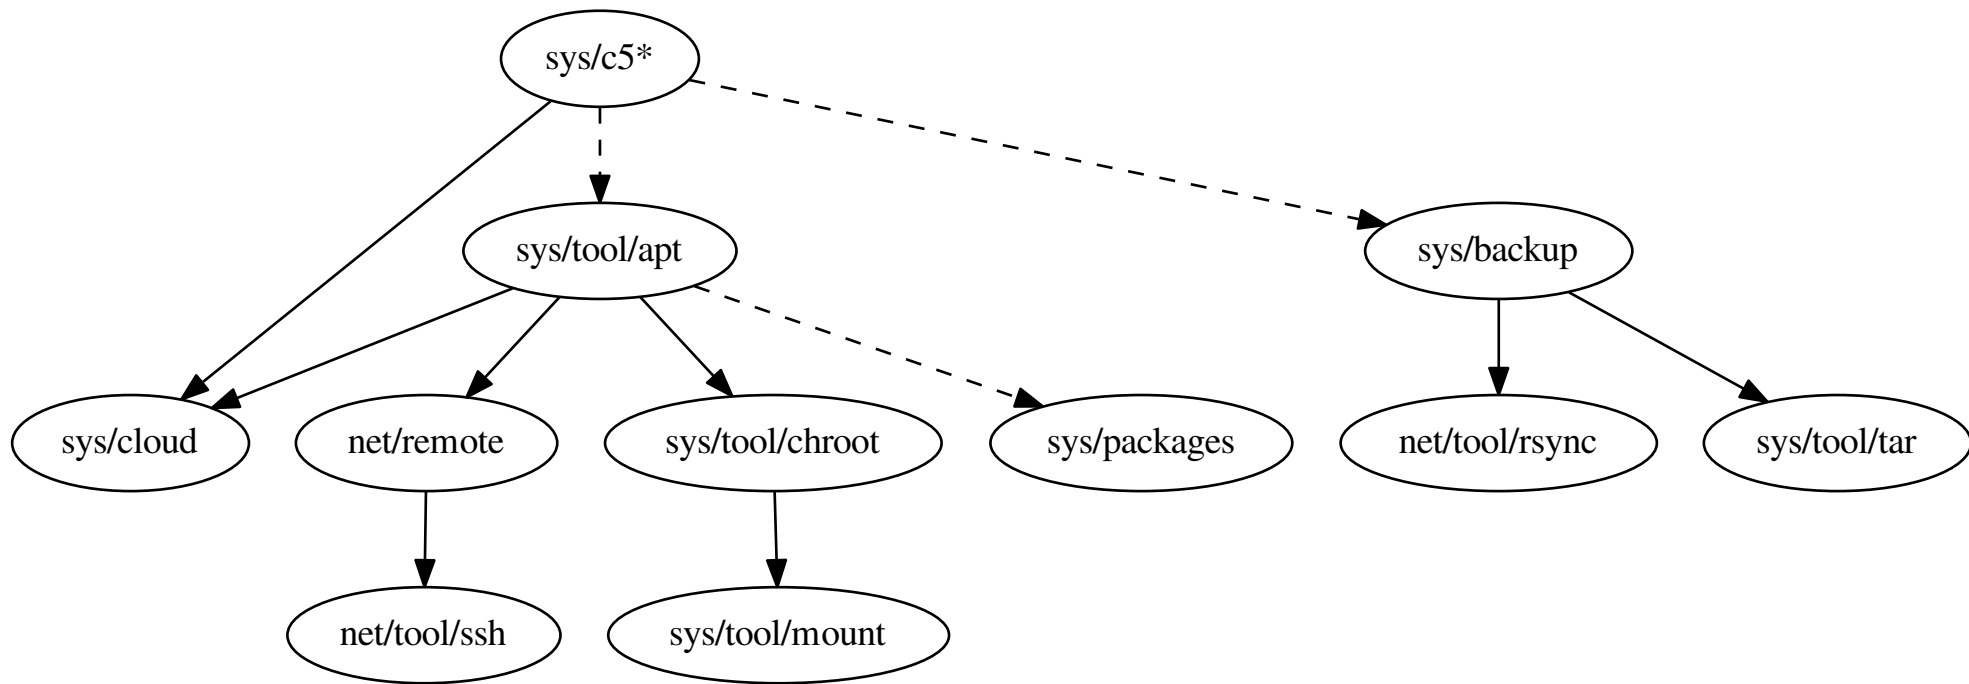 sys/c5*
sys/tool/apt
sys/backup
sys/cloud
net/remote
sys/tool/chroot
sys/packages
net/tool/rsync
sys/tool/tar
net/tool/ssh
sys/tool/mount